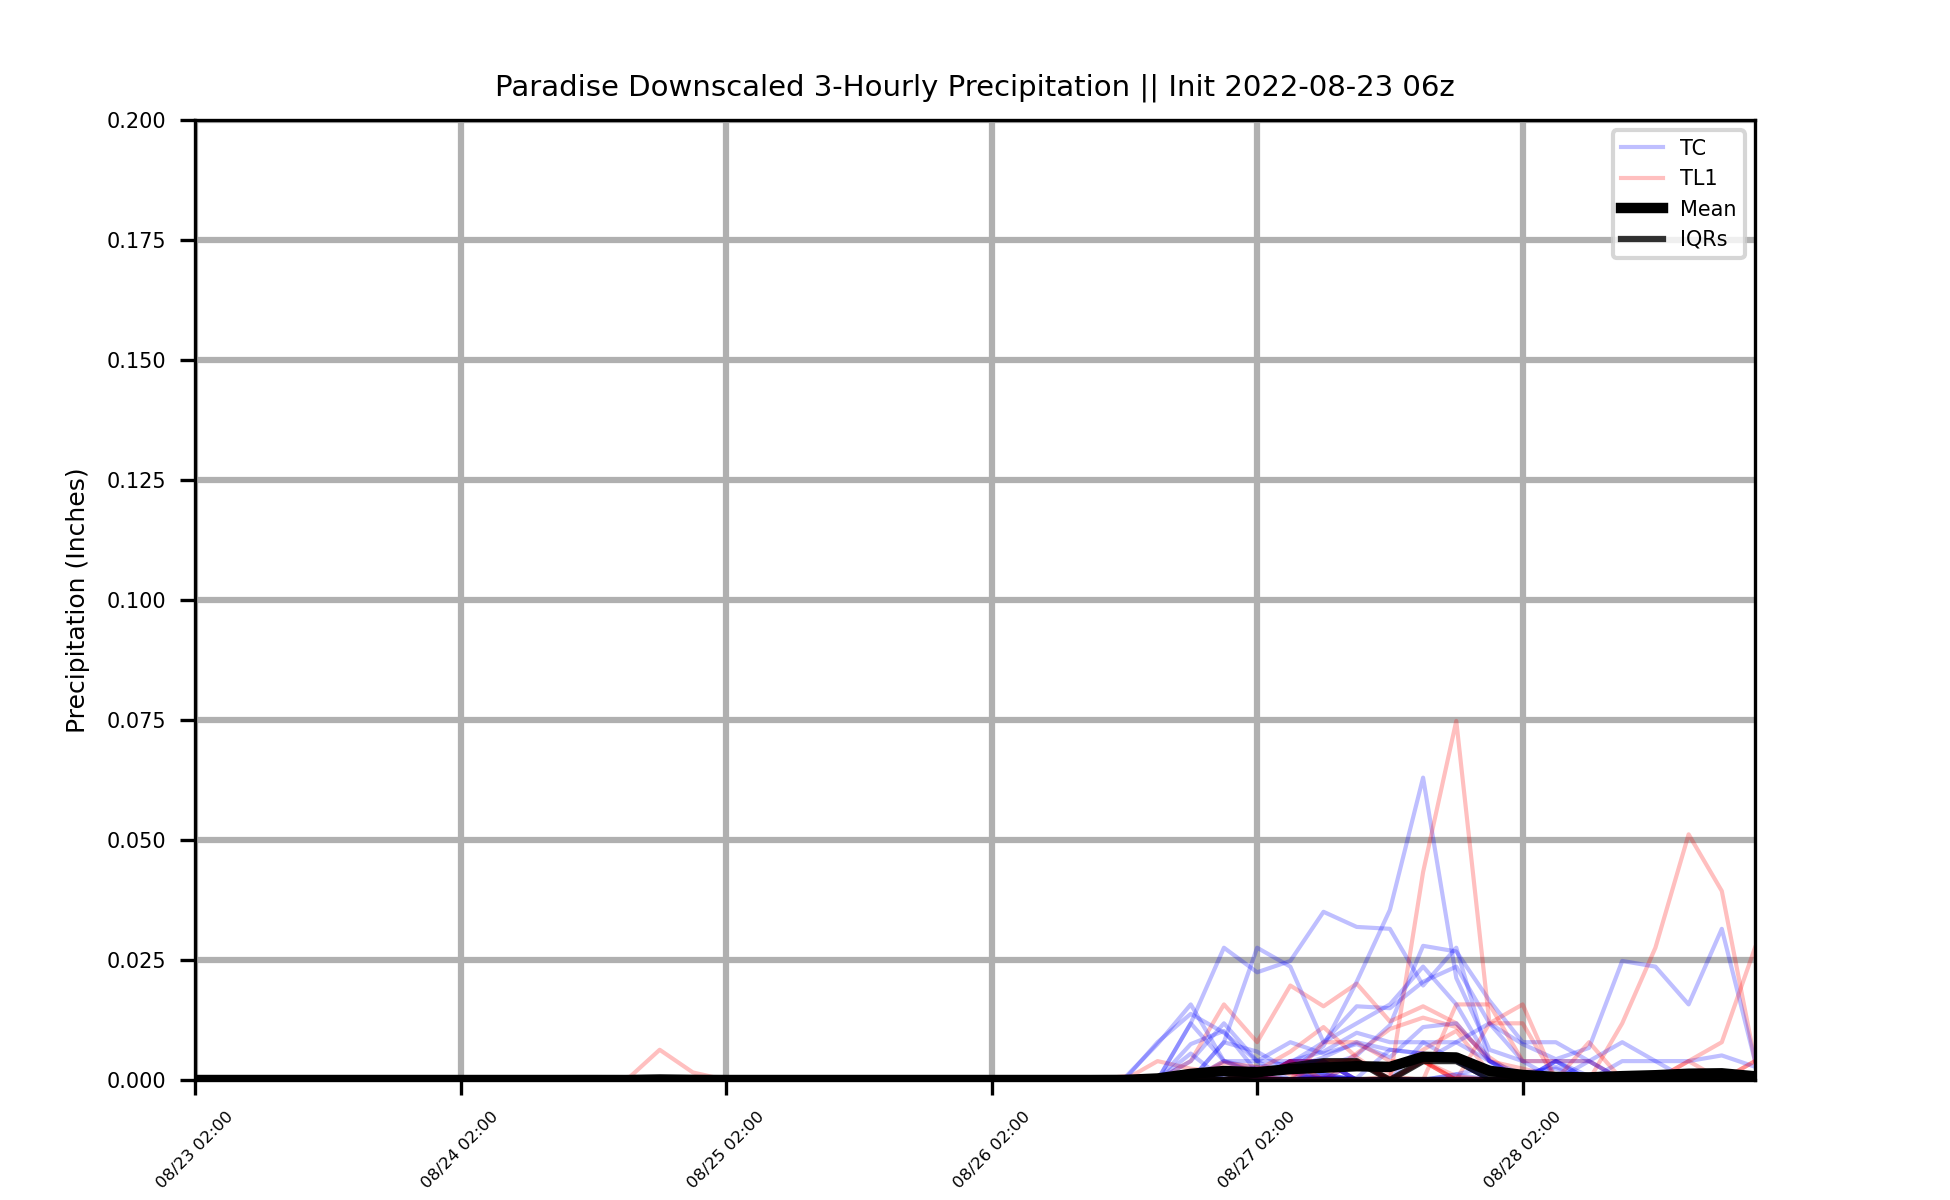 Paradise Downscaled 3-Hourly Precipitation || Init 2022-08-23 06z
TC
TL1
Mean
IQRs
Precipitation (Inches)
0.200
0.175
0.150
0.125
0.100
0.075
0.050
0.025
0.000
08/23 02:00
08/24 02:00
08/25 02:00
08/26 02:00
08/27 02:00
08/28 02:00